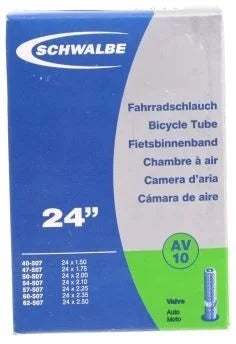 SCHWALBE
Fahrradschlauch
Bicycle Tube
Fietsbinnenband
Chambre à air
Camera d'aria
Cámara de aire
24”
AV
10
40-507 24 x 1.50
47-507 24 x 1.75
50-507 24 x 2.00
54-507 24 x 2.10
57-507 24 x 2.25
60-507 24 x 2.35
62-507 24 x 2.50
Valve
Auto
Moto